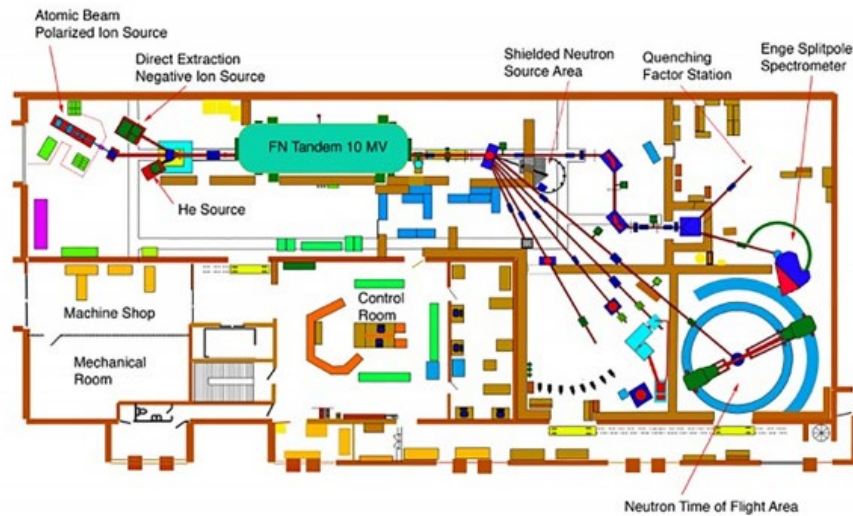 Atomic Beam
Polarized Ion Source
Direct Extraction
Negative Ion Source
Shielded Neutron
Source Area
Quenching
Factor Station
Enge Splitpole
Spectrometer
FN Tandem 10 MV
He Source
Machine Shop
Control
Room
Mechanical
Room
Neutron Time of Flight Area